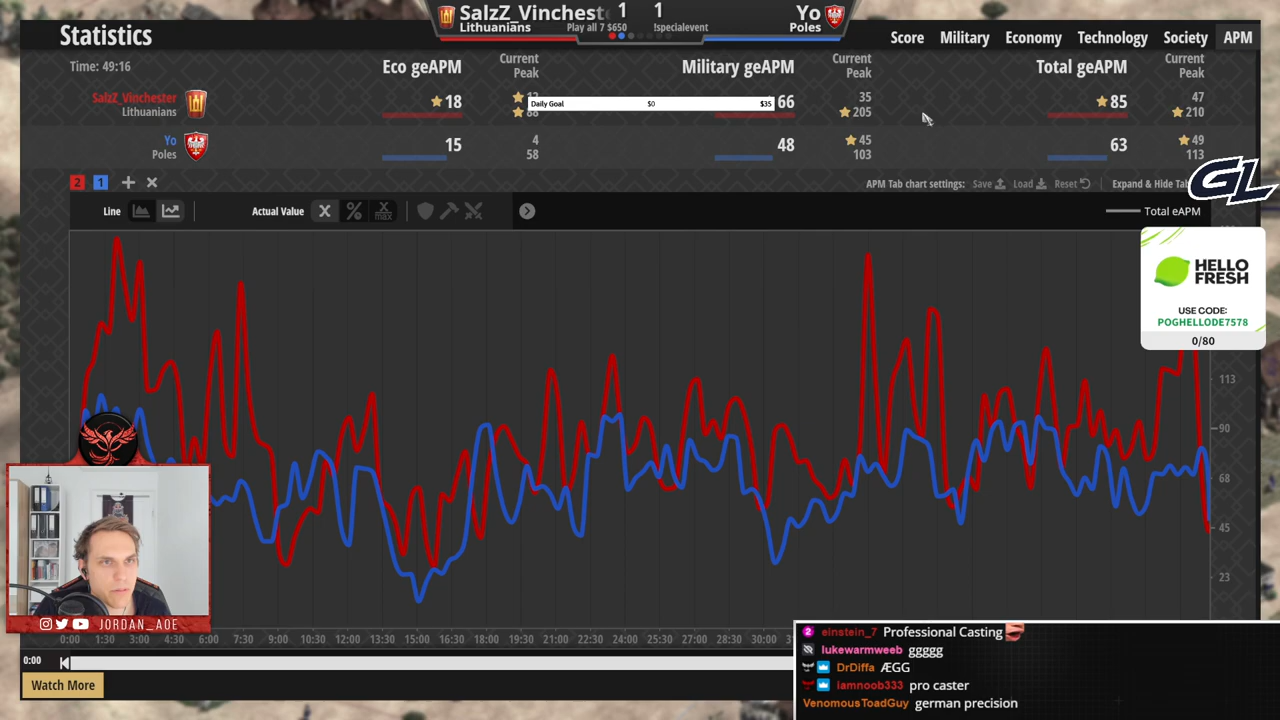 SalzZ_Vinchest
Lithuanians
Play all 7 $650
1
1
!specialevent
Yo
Poles
Statistics
Score
Military
Economy
Technology
Society
APM
Time: 49:16
Eco geAPM
Current
Peak
Military geAPM
Current
Peak
Total geAPM
Current
Peak
SalzZ_Vinchester
Lithuanians
18
Daily Goal
$0
$35
66
35
205
85
47
210
Yo
Poles
15
4
58
48
45
103
63
49
113
2
1
APM Tab chart settings:
Save
Load
Reset
Expand & Hide
GL
Line
Actual Value
X
%
X
max
Total eAPM
HELLO
FRESH
USE CODE:
POGHELLODE7578
0/80
113
90
68
45
23
JORDAN_AOE
0:00
1:30
3:00
4:30
6:00
7:30
9:00
10:30
12:00
13:30
15:00
16:30
18:00
19:30
21:00
22:30
24:00
25:30
27:00
28:30
30:00
0:00
Watch More
2 einstein_7 Professional Casting
lukewarmweeb ggggg
DrDiffa ÆGG
iamnoob333 pro caster
VenomousToadGuy german precision